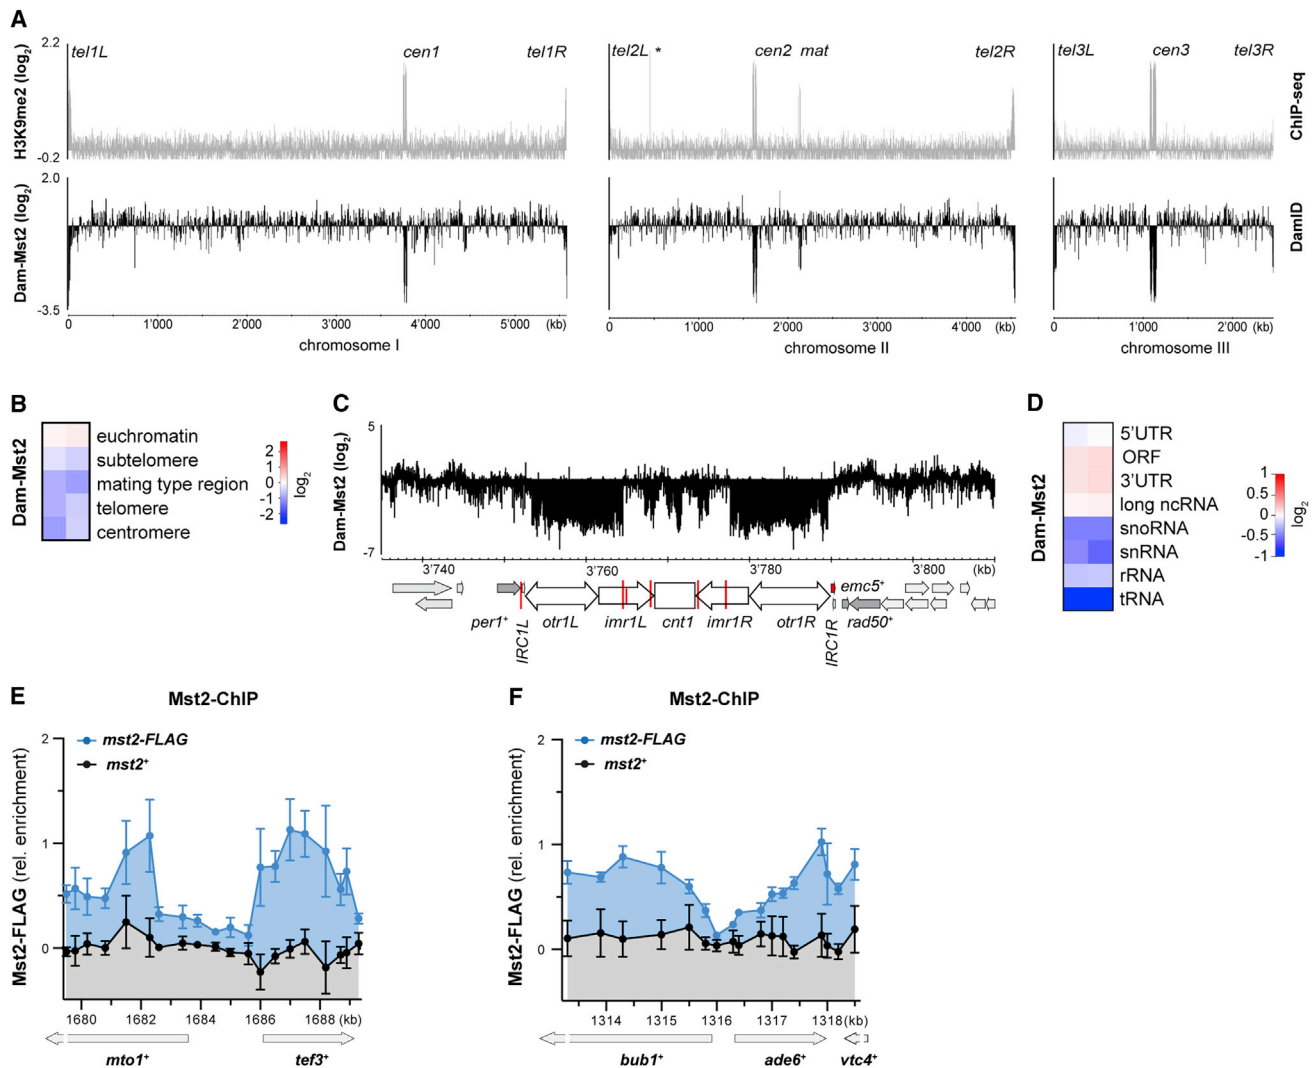 A
H3K9me2 (log2)
2.2
-0.2
tel1L
cen1
tel1R
tel2L
*
cen2
mat
tel2R
tel3L
cen3
tel3R
ChIP-seq
Dam-Mst2 (log2)
2.0
-3.5
DamID
0 1'000 2'000 3'000 4'000 5'000 (kb)
chromosome I
0 1'000 2'000 3'000 4'000 (kb)
chromosome II
0 1'000 2'000 (kb)
chromosome III
B
Dam-Mst2
euchromatin
subtelomere
mating type region
telomere
centromere
2
1
0
-1
-2
log2
C
Dam-Mst2 (log2)
5
-7
3'740 3'760 3'780 3'800 (kb)
per1+
IRC1L
otr1L
imr1L
cnt1
imr1R
otr1R
IRC1R
emc5+
rad50+
D
Dam-Mst2
5'UTR
ORF
3'UTR
long ncRNA
snoRNA
snRNA
rRNA
tRNA
1
0.5
0
-0.5
-1
log2
E
Mst2-ChIP
mst2-FLAG
mst2+
Mst2-FLAG (rel. enrichment)
2
1
0
1680 1682 1684 1686 1688 (kb)
mto1+
tef3+
F
Mst2-ChIP
mst2-FLAG
mst2+
Mst2-FLAG (rel. enrichment)
2
1
0
1314 1315 1316 1317 1318 (kb)
bub1+
ade6+
vtc4+